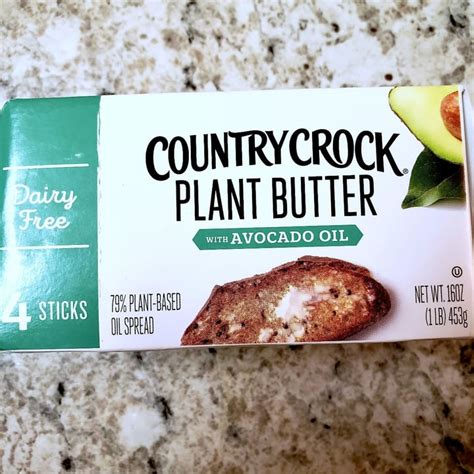 Dairy
Free
4 STICKS
COUNTRY CROCK®
PLANT BUTTER
WITH AVOCADO OIL
79% PLANT-BASED
OIL SPREAD
U
NET WT. 16OZ
(1 LB) 453g